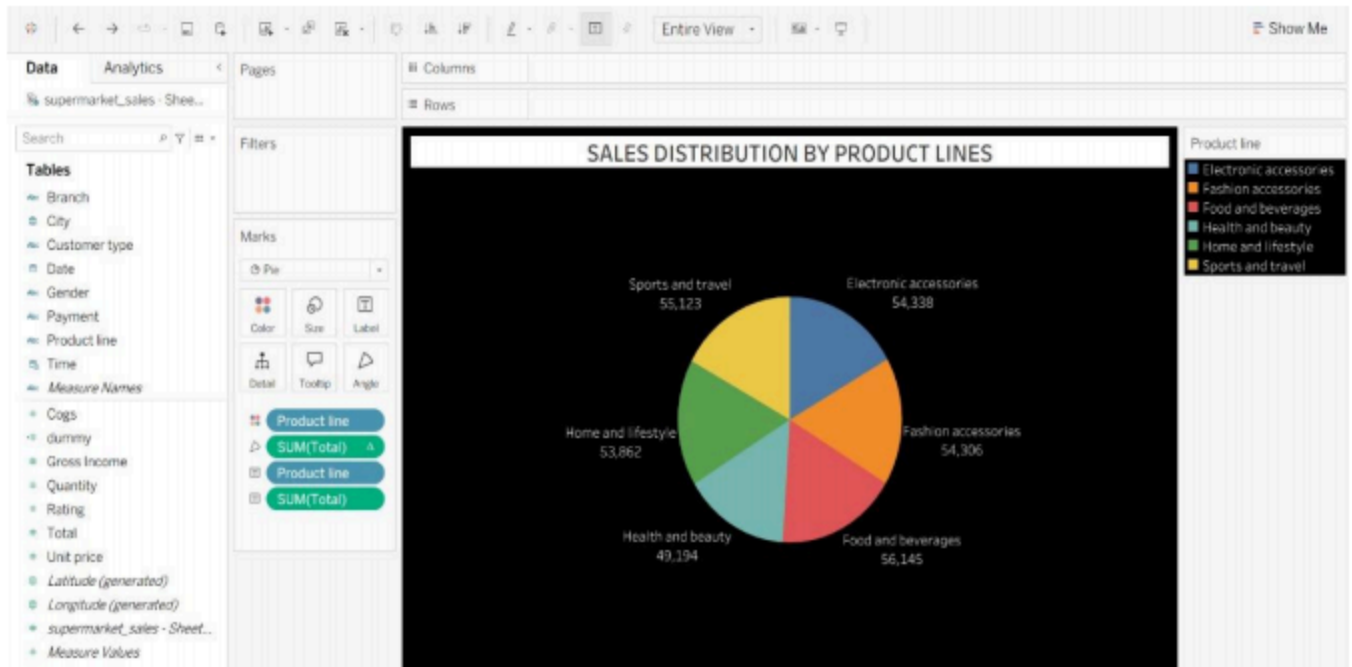 Entire View
Show Me
Data Analytics
Pages
Columns
supermarket_sales - Shee...
Rows
Search
Filters
Tables
Branch
City
Customer type
Date
Gender
Payment
Product line
Time
Measure Names
Cogs
dummy
Gross Income
Quantity
Rating
Total
Unit price
Latitude (generated)
Longitude (generated)
supermarket_sales - Sheet...
Measure Values
Marks
Pie
Color Size Label
Detail Tooltip Angle
Product line
SUM(Total)
Product line
SUM(Total)
SALES DISTRIBUTION BY PRODUCT LINES
Sports and travel
55,123
Electronic accessories
54,338
Home and lifestyle
53,862
Fashion accessories
54,306
Health and beauty
49,194
Food and beverages
56,145
Product line
Electronic accessories
Fashion accessories
Food and beverages
Health and beauty
Home and lifestyle
Sports and travel